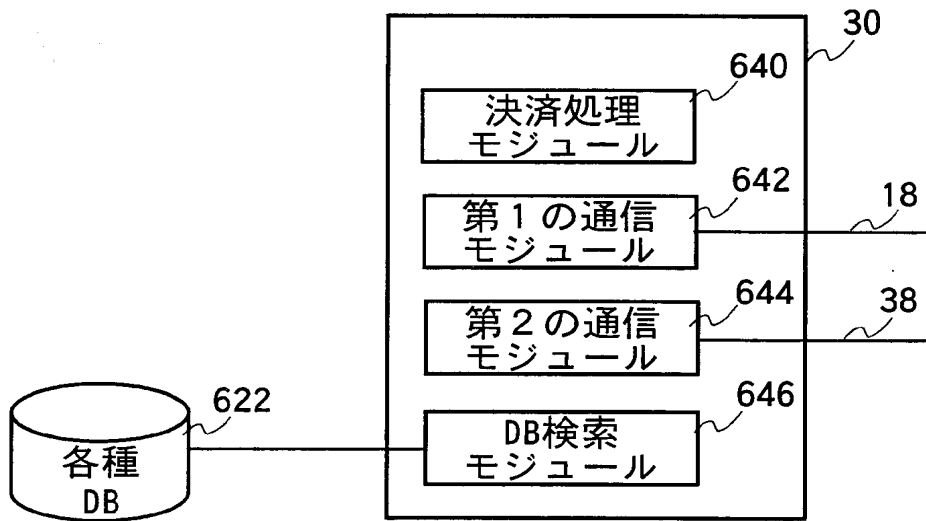 30
640
決済処理
モジュール
642
第1の通信
モジュール
18
644
第2の通信
モジュール
38
646
DB検索
モジュール
622
各種
DB